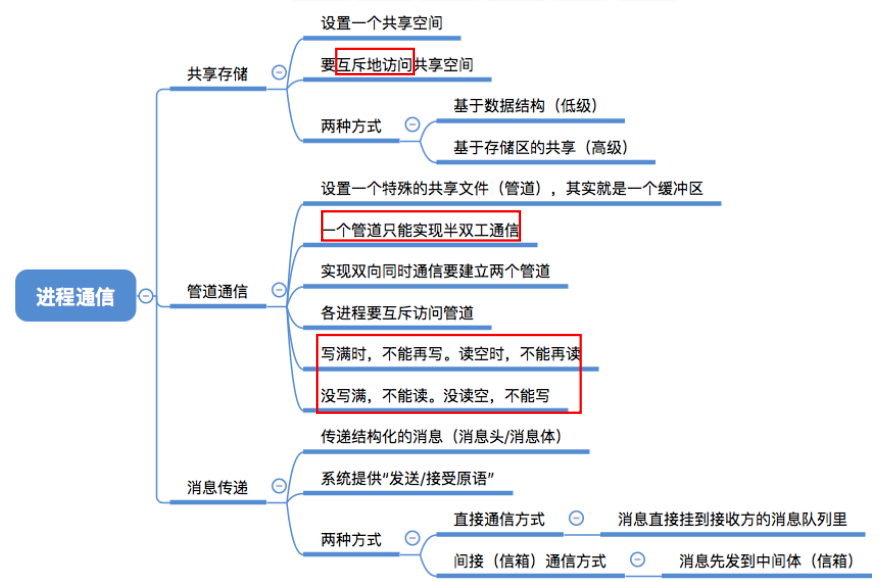 进程通信
共享存储
设置一个共享空间
要互斥地访问共享空间
两种方式
基于数据结构（低级）
基于存储区的共享（高级）
管道通信
设置一个特殊的共享文件（管道），其实就是一个缓冲区
一个管道只能实现半双工通信
实现双向同时通信要建立两个管道
各进程要互斥访问管道
写满时，不能再写。读空时，不能再读
没写满，不能读。没读空，不能写
消息传递
传递结构化的消息（消息头/消息体）
系统提供“发送/接受原语”
两种方式
直接通信方式
消息直接挂到接收方的消息队列里
间接（信箱）通信方式
消息先发到中间体（信箱）